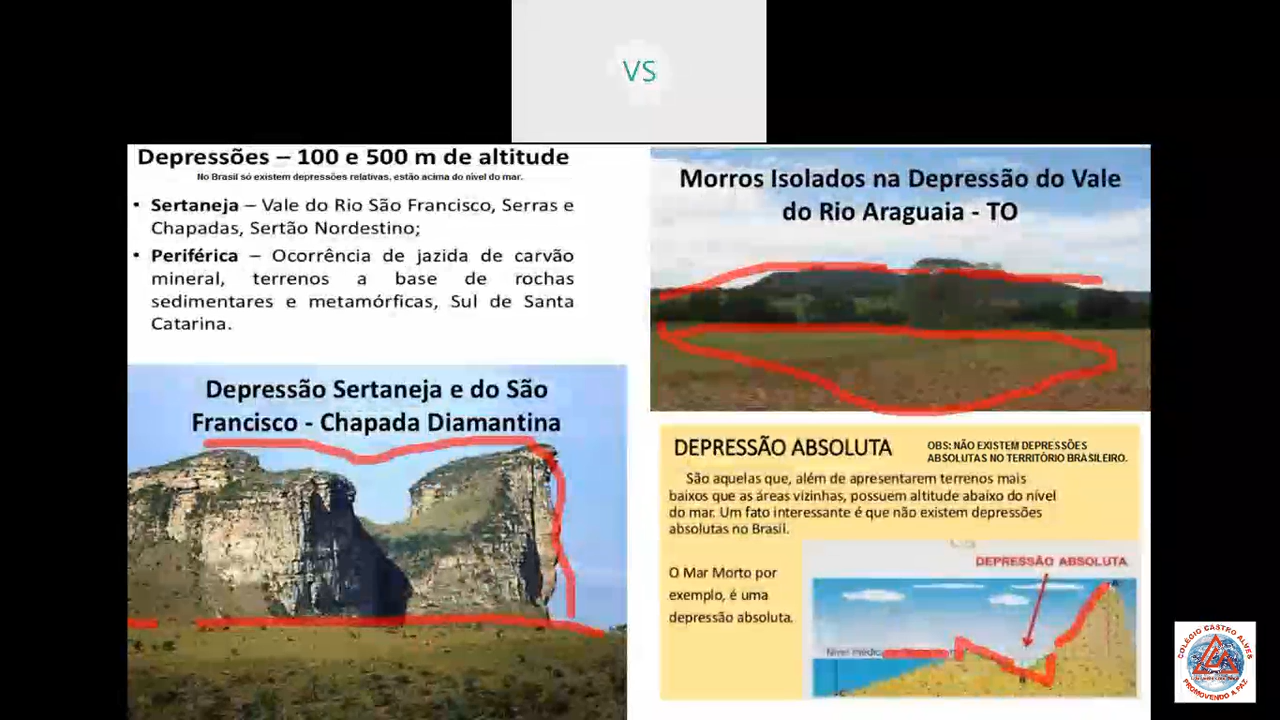 VS
Depressões – 100 e 500 m de altitude
No Brasil só existem depressões relativas, estão acima do nível do mar.
• Sertaneja – Vale do Rio São Francisco, Serras e
Chapadas, Sertão Nordestino;
• Periférica – Ocorrência de jazida de carvão
mineral, terrenos a base de rochas
sedimentares e metamórficas, Sul de Santa
Catarina.
Depressão Sertaneja e do São
Francisco - Chapada Diamantina
Morros Isolados na Depressão do Vale
do Rio Araguaia - TO
DEPRESSÃO ABSOLUTA
OBS: NÃO EXISTEM DEPRESSÕES
ABSOLUTAS NO TERRITÓRIO BRASILEIRO.
São aquelas que, além de apresentarem terrenos mais
baixos que as áreas vizinhas, possuem altitude abaixo do nível
do mar. Um fato interessante é que não existem depressões
absolutas no Brasil.
O Mar Morto por
exemplo, é uma
depressão absoluta.
DEPRESSÃO ABSOLUTA
Nível médio
A
COLÉGIO CASTRO ALVES
PROMOVENDO A PAZ